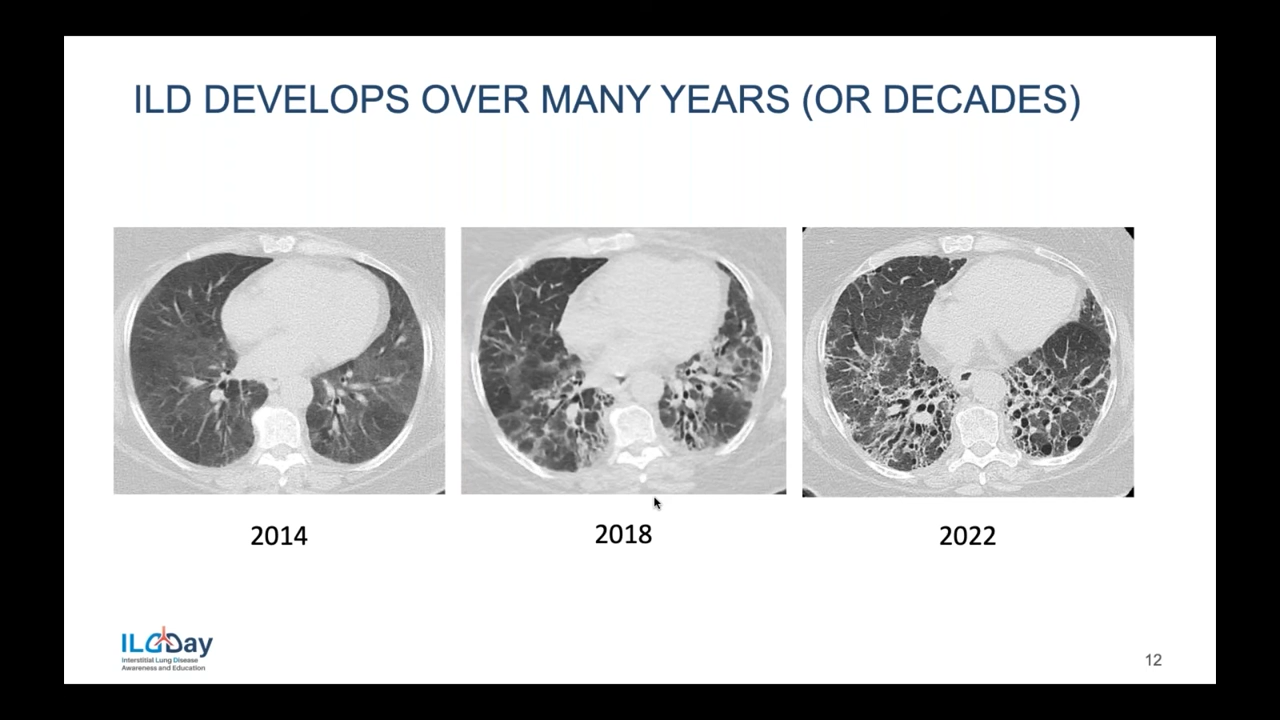 ILD DEVELOPS OVER MANY YEARS (OR DECADES)
2014
2018
2022
ILD Day
Interstitial Lung Disease
Awareness and Education
12